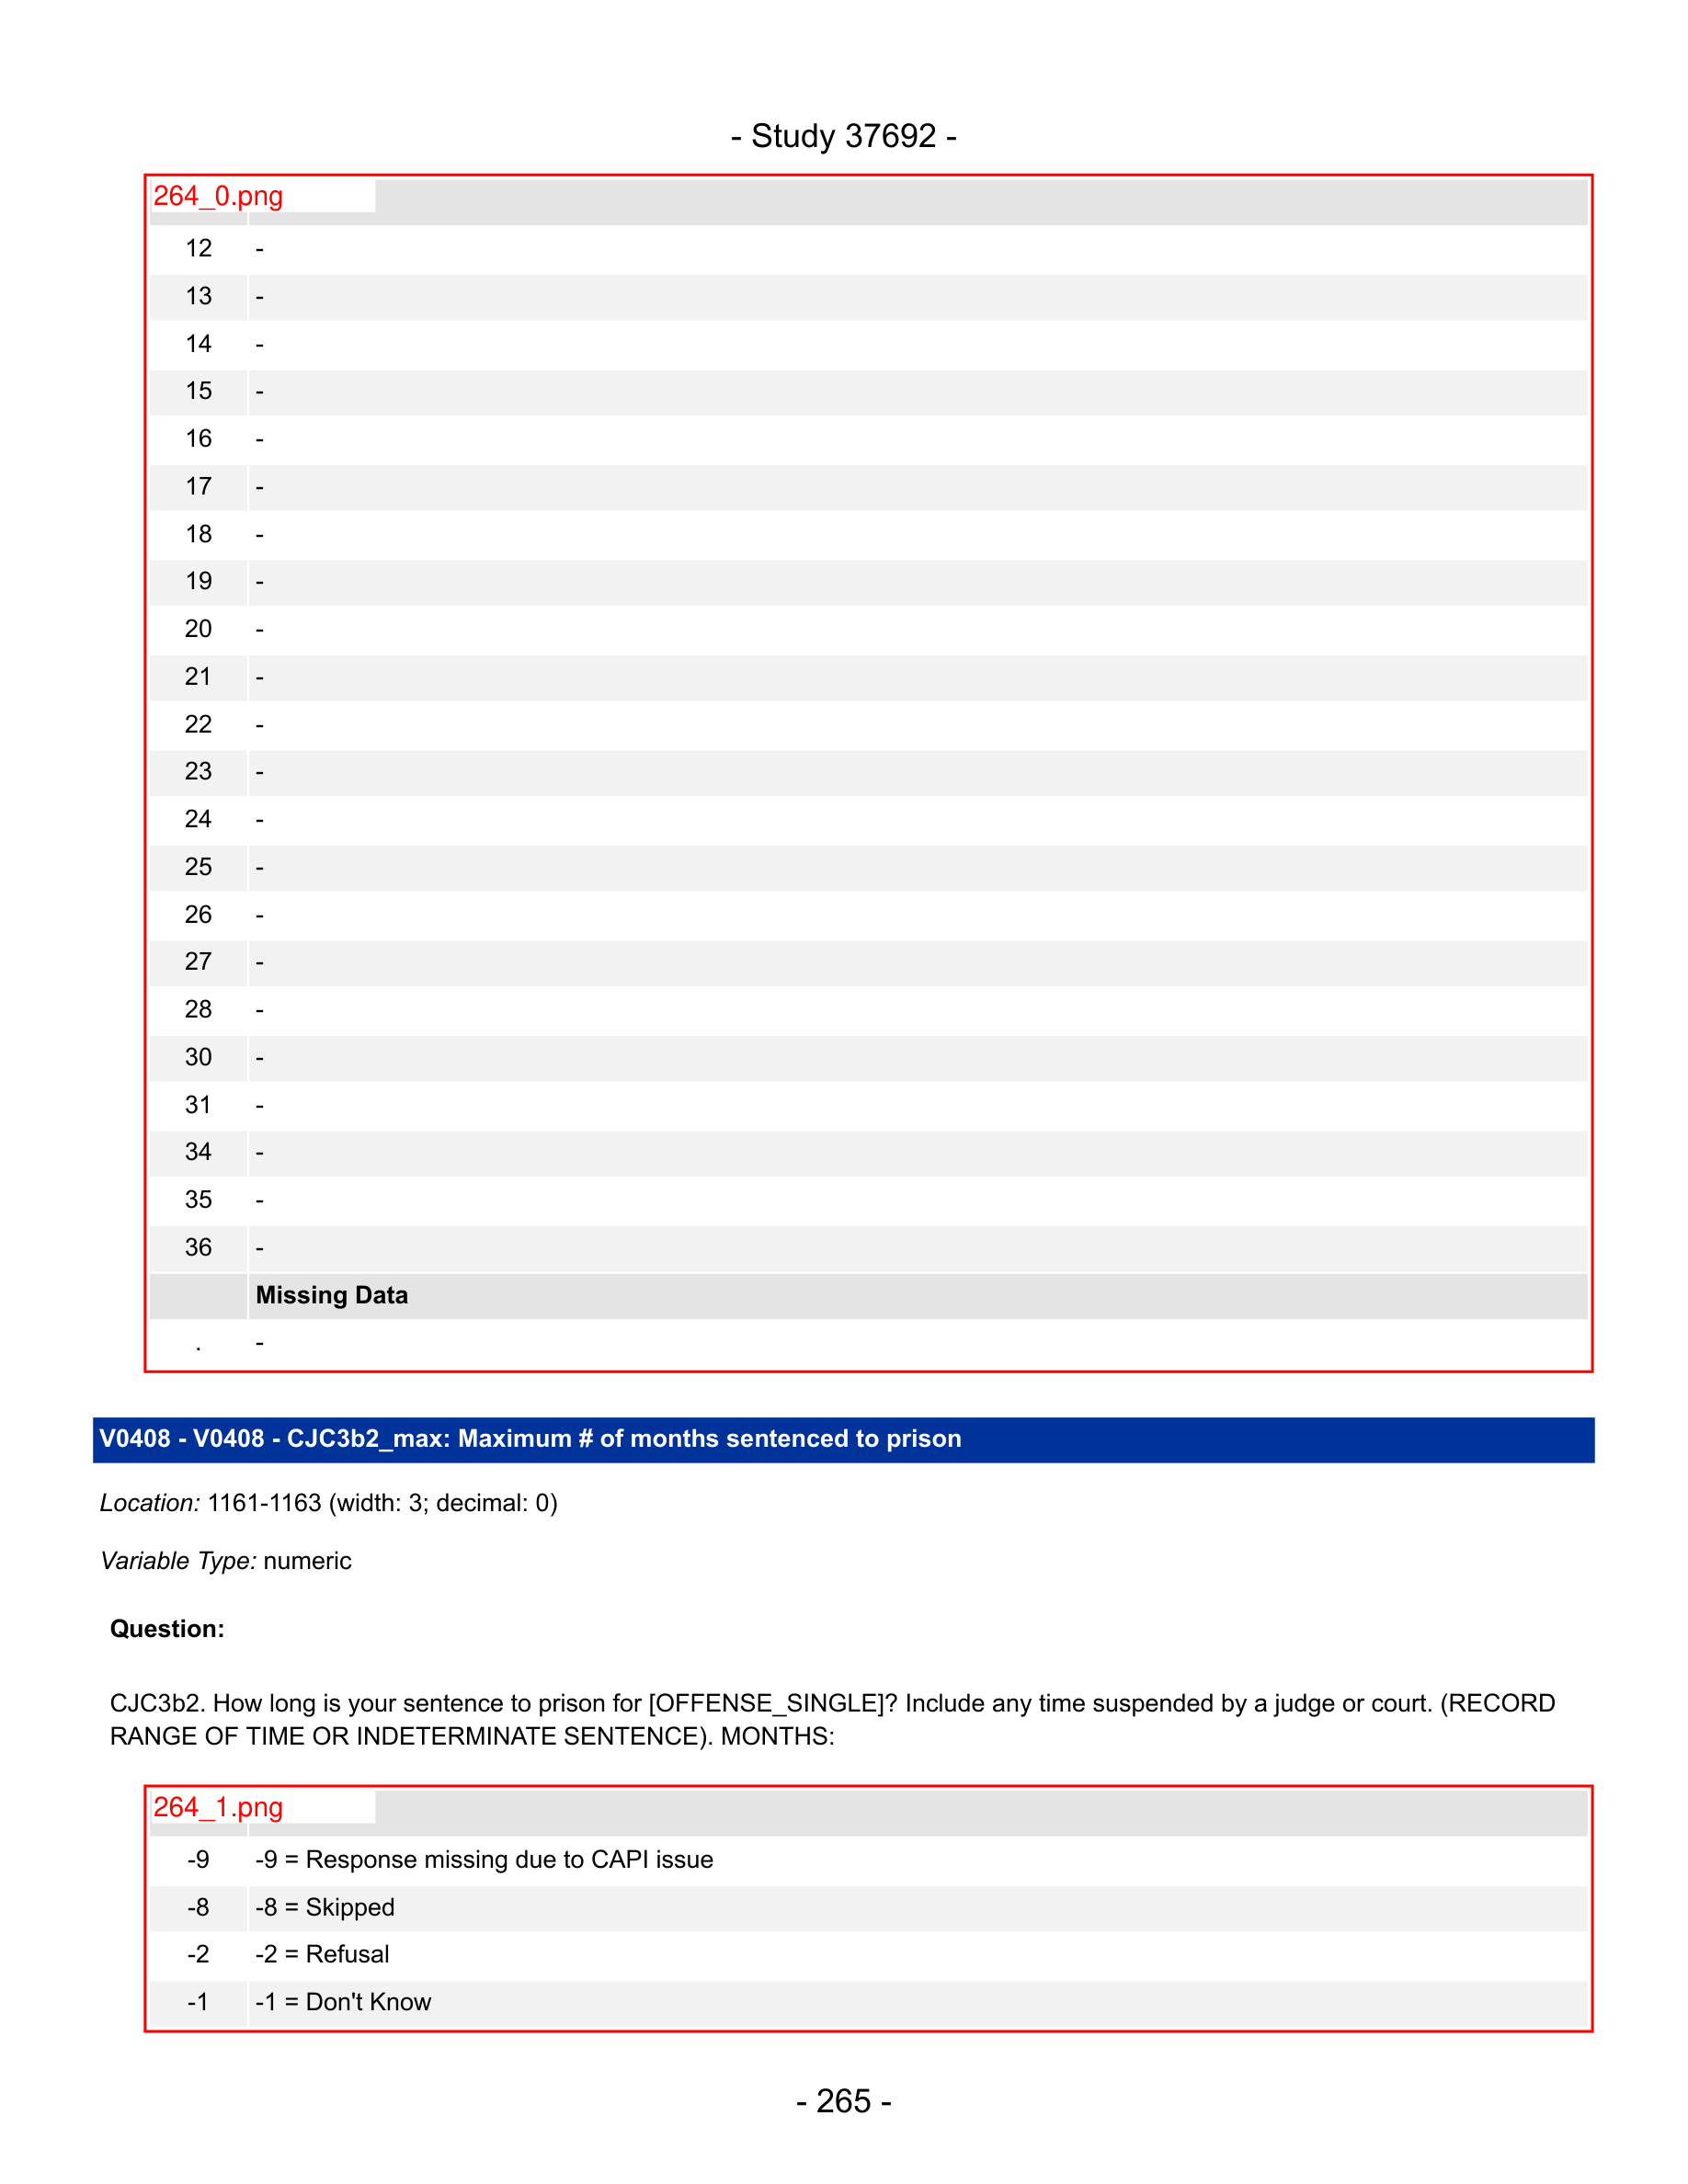 - Study 37692 -
264_0.png
12 -
13 -
14 -
15 -
16 -
17 -
18 -
19 -
20 -
21 -
22 -
23 -
24 -
25 -
26 -
27 -
28 -
30 -
31 -
34 -
35 -
36 -
Missing Data
. -
V0408 - V0408 - CJC3b2_max: Maximum # of months sentenced to prison
Location: 1161-1163 (width: 3; decimal: 0)
Variable Type: numeric
Question:
CJC3b2. How long is your sentence to prison for [OFFENSE_SINGLE]? Include any time suspended by a judge or court. (RECORD
RANGE OF TIME OR INDETERMINATE SENTENCE). MONTHS:
264_1.png
-9 -9 = Response missing due to CAPI issue
-8 -8 = Skipped
-2 -2 = Refusal
-1 -1 = Don't Know
- 265 -